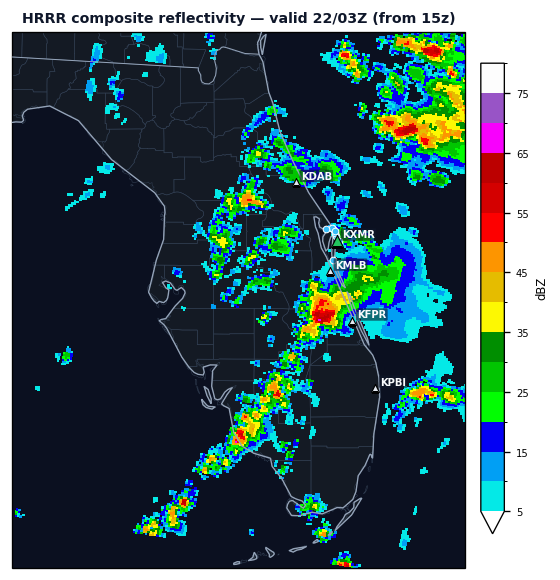 HRRR composite reflectivity — valid 22/03Z (from 15z)
KDAB
KXMR
KMLB
KFPR
KPBI
75
65
55
45
35
25
15
5
dBZ